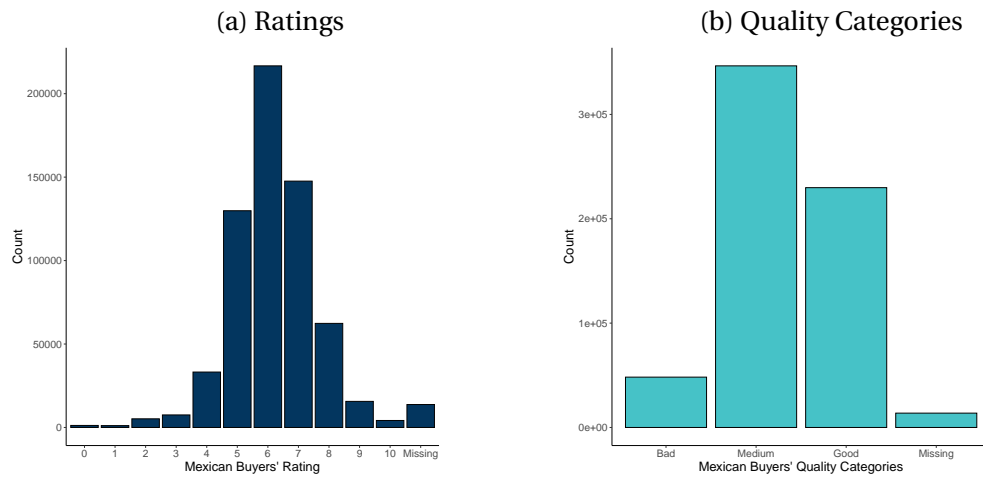 (a) Ratings
200000
150000
100000
50000
0
Count
0 1 2 3 4 5 6 7 8 9 10 Missing
Mexican Buyers' Rating
(b) Quality Categories
3e+05
2e+05
1e+05
0e+00
Count
Bad Medium Good Missing
Mexican Buyers' Quality Categories